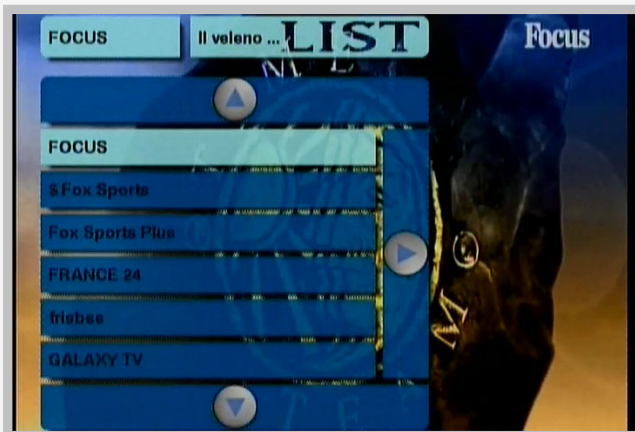 FOCUS
Il veleno ...
LIST
Focus
FOCUS
$ Fox Sports
Fox Sports Plus
FRANCE 24
frisbee
GALAXY TV